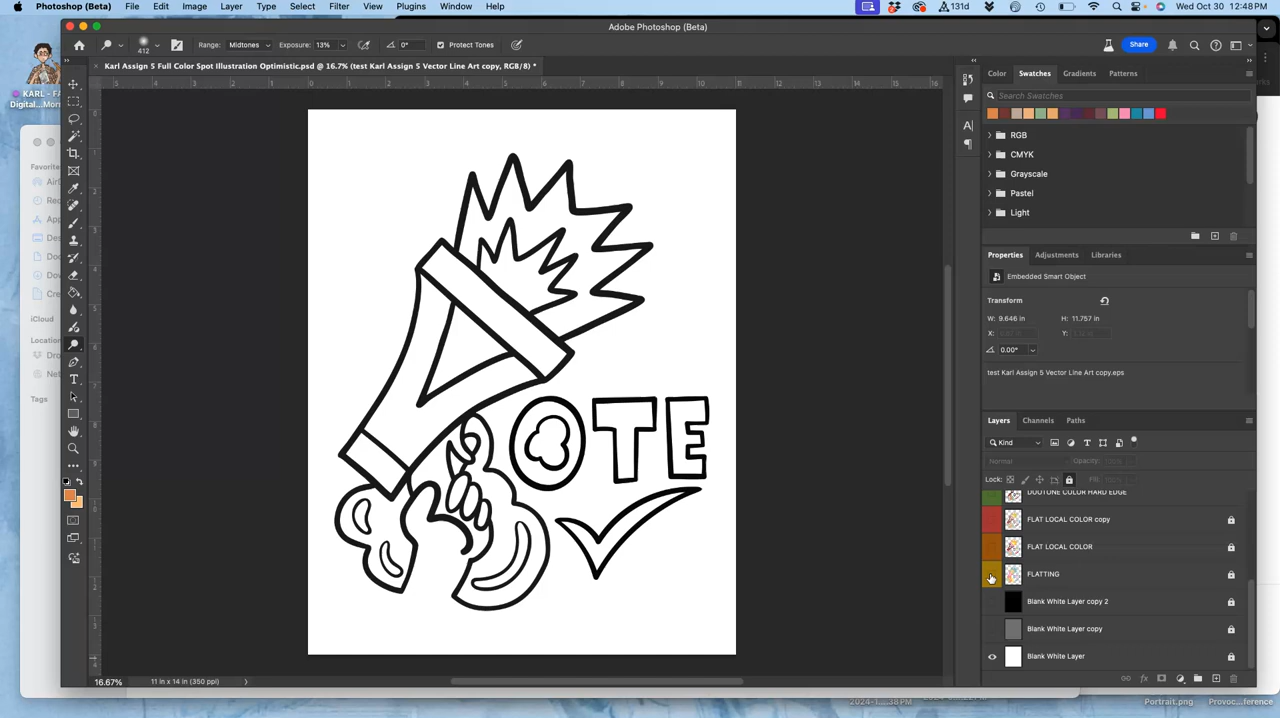 Photoshop (Beta) File Edit Image Layer Type Select Filter View Plugins Window Help 131d Wed Oct 30 12:48 PM
Adobe Photoshop (Beta)
412 Range: Midtones Exposure: 13% 0° Protect Tones Share
Karl Assign 5 Full Color Spot Illustration Optimistic.psd @ 16.7% (test Karl Assign 5 Vector Line Art copy, RGB/8) *
Color Swatches Gradients Patterns
Search Swatches
RGB
CMYK
Grayscale
Pastel
Light
Properties Adjustments Libraries
Embedded Smart Object
Transform
W: 9.646 in H: 11.757 in
X: Y:
0.00°
test Karl Assign 5 Vector Line Art copy.eps
Layers Channels Paths
Kind
Normal Opacity:
Lock: Fill:
DUOTONE COLOR HARD EDGE
FLAT LOCAL COLOR copy
FLAT LOCAL COLOR
FLATTING
Blank White Layer copy 2
Blank White Layer copy
Blank White Layer
OTE
16.67% 11 in x 14 in (350 ppi)
Favorites
iCloud
Locations
Tags
Portrait.png